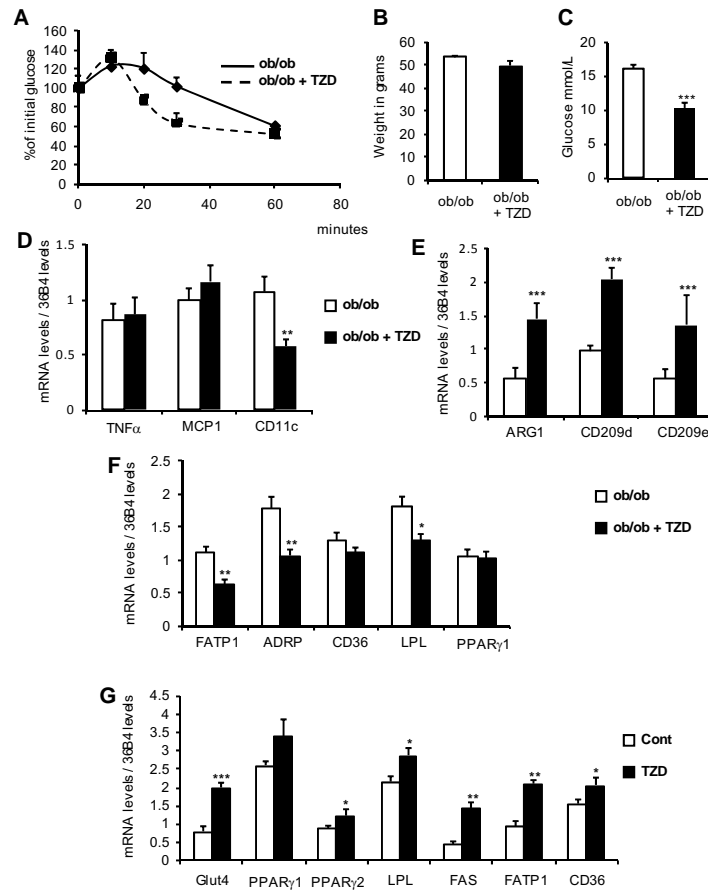 A
%of initial glucose
160
140
120
100
80
60
40
20
0
0
20
40
60
80
minutes
ob/ob
ob/ob + TZD
B
Weight in grams
60
50
40
30
20
10
0
ob/ob
ob/ob
+ TZD
C
Glucose mmol/L
20
15
10
5
0
***
ob/ob
ob/ob
+ TZD
D
mRNA levels / 36B4 levels
1.5
1
0.5
0
**
TNFα
MCP1
CD11c
ob/ob
ob/ob + TZD
E
mRNA levels / 36B4 levels
2.5
2
1.5
1
0.5
0
***
***
***
ARG1
CD209d
CD209e
F
mRNA levels / 36B4 levels
2.5
2
1.5
1
0.5
0
**
**
*
FATP1
ADRP
CD36
LPL
PPARγ1
ob/ob
ob/ob + TZD
G
mRNA levels / 36B4 levels
4.5
4
3.5
3
2.5
2
1.5
1
0.5
0
***
*
*
**
**
*
Glut4
PPARγ1
PPARγ2
LPL
FAS
FATP1
CD36
Cont
TZD